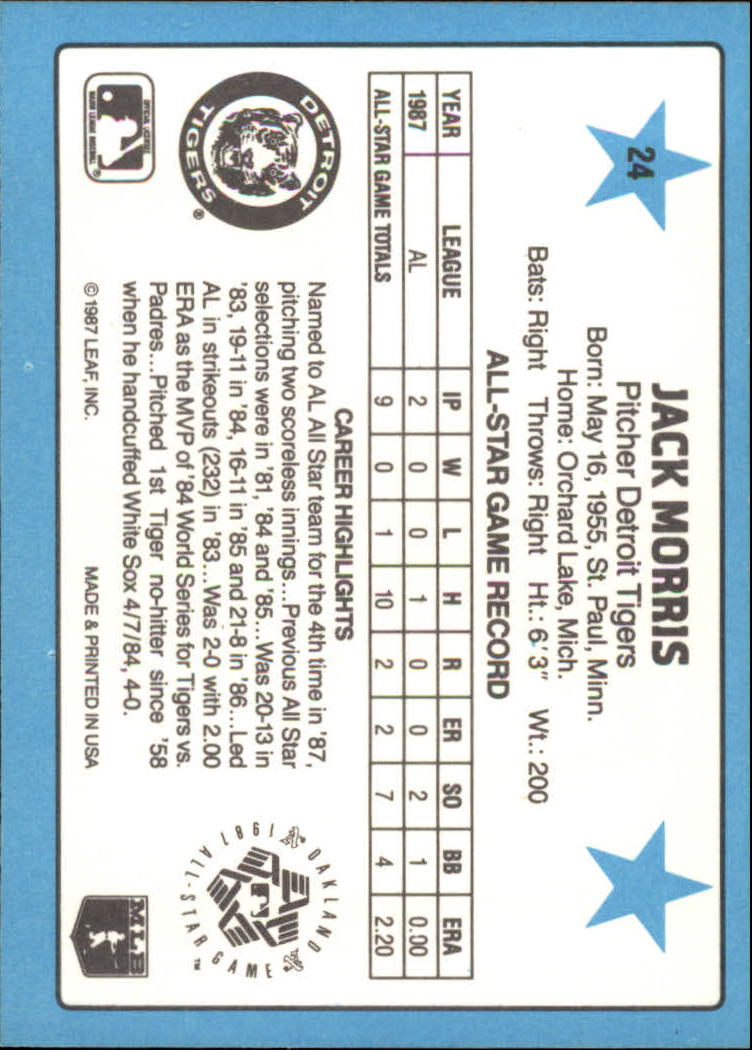 24
JACK MORRIS
Pitcher Detroit Tigers
Born: May 16, 1955, St. Paul, Minn.
Home: Orchard Lake, Mich.
Bats: Right Throws: Right Ht.: 6'3" Wt.: 200
ALL-STAR GAME RECORD
YEAR LEAGUE IP W L H R ER SO BB ERA
1987 AL 2 0 0 1 0 0 2 1 0.00
ALL-STAR GAME TOTALS 9 0 1 10 2 2 7 4 2.20
DETROIT
TIGERS®
CAREER HIGHLIGHTS
Named to AL All Star team for the 4th time in '87,
pitching two scoreless innings...Previous All Star
selections were in '81, '84 and '85...Was 20-13 in
'83, 19-11 in '84, 16-11 in '85 and 21-8 in '86...Led
AL in strikeouts (232) in '83...Was 2-0 with 2.00
ERA as the MVP of '84 World Series for Tigers vs.
Padres...Pitched 1st Tiger no-hitter since '58
when he handcuffed White Sox 4/7/84, 4-0.
OAKLAND
1987 ALL-STAR GAME™
OFFICIAL LICENSEE
MAJOR LEAGUE BASEBALL®
©1987 LEAF, INC. MADE & PRINTED IN USA
MLB